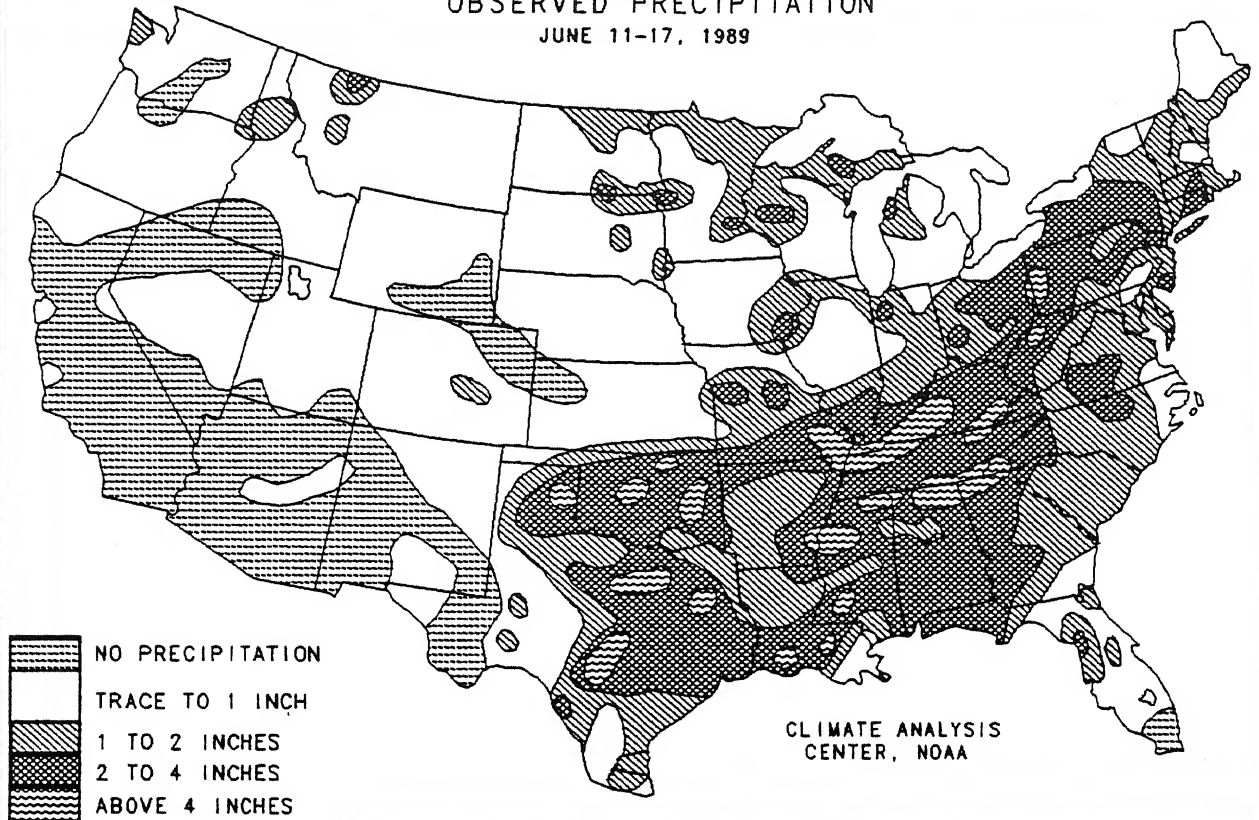 OBSERVED PRECIPITATION
JUNE 11-17, 1989
NO PRECIPITATION
TRACE TO 1 INCH
1 TO 2 INCHES
2 TO 4 INCHES
ABOVE 4 INCHES
CLIMATE ANALYSIS
CENTER, NOAA